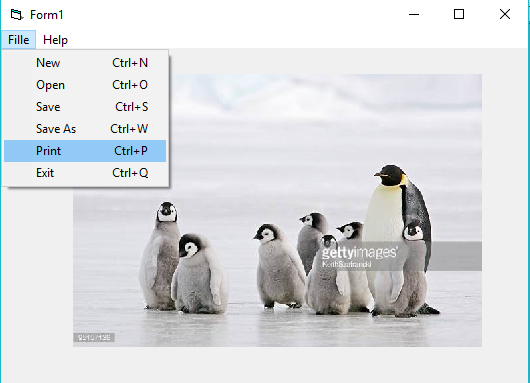 Form1
Fille Help
New Ctrl+N
Open Ctrl+O
Save Ctrl+S
Save As Ctrl+W
Print Ctrl+P
Exit Ctrl+Q
gettyimages